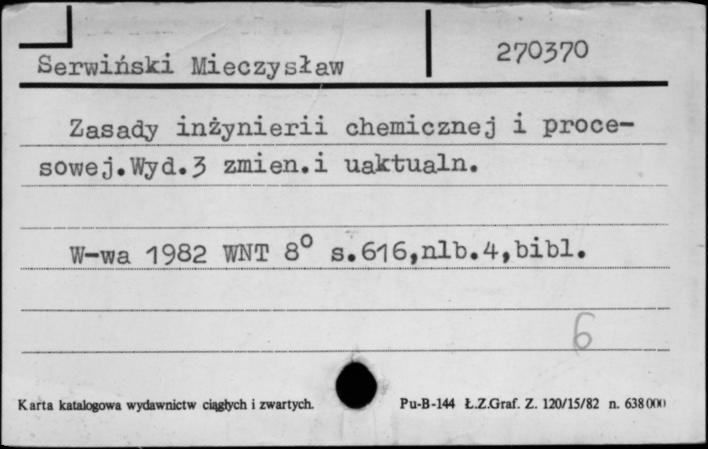 Serwiński Mieczysław
270370
Zasady inżynierii chemicznej i proce-
sowej.Wyd.3 zmien.i uaktualn.
W-wa 1982 WNT 8° s.616,nlb.4,bibl.
6
Karta katalogowa wydawnictw ciągłych i zwartych.
Pu-B-144 Ł.Z.Graf. Z. 120/15/82 n. 638000